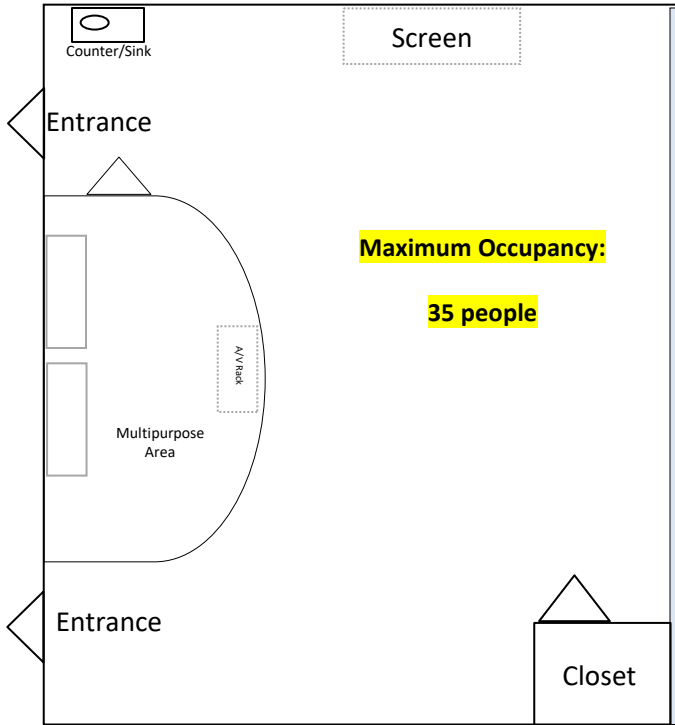 Screen
Counter/Sink
Entrance
Maximum Occupancy:
35 people
A/V Rack
Multipurpose
Area
Entrance
Closet